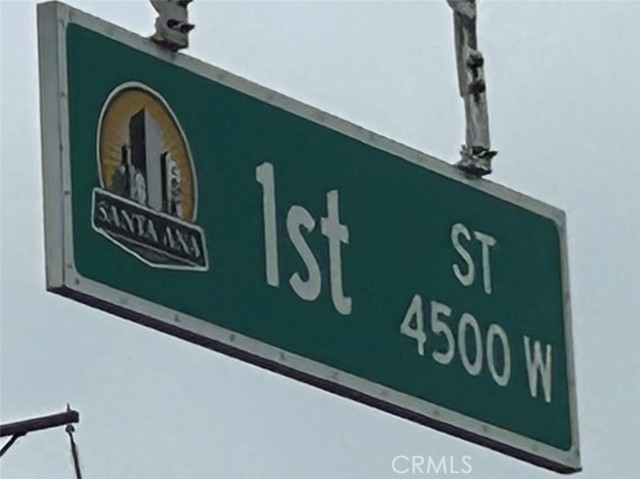 SANTA ANA
1st
ST
4500 W
CRMLS